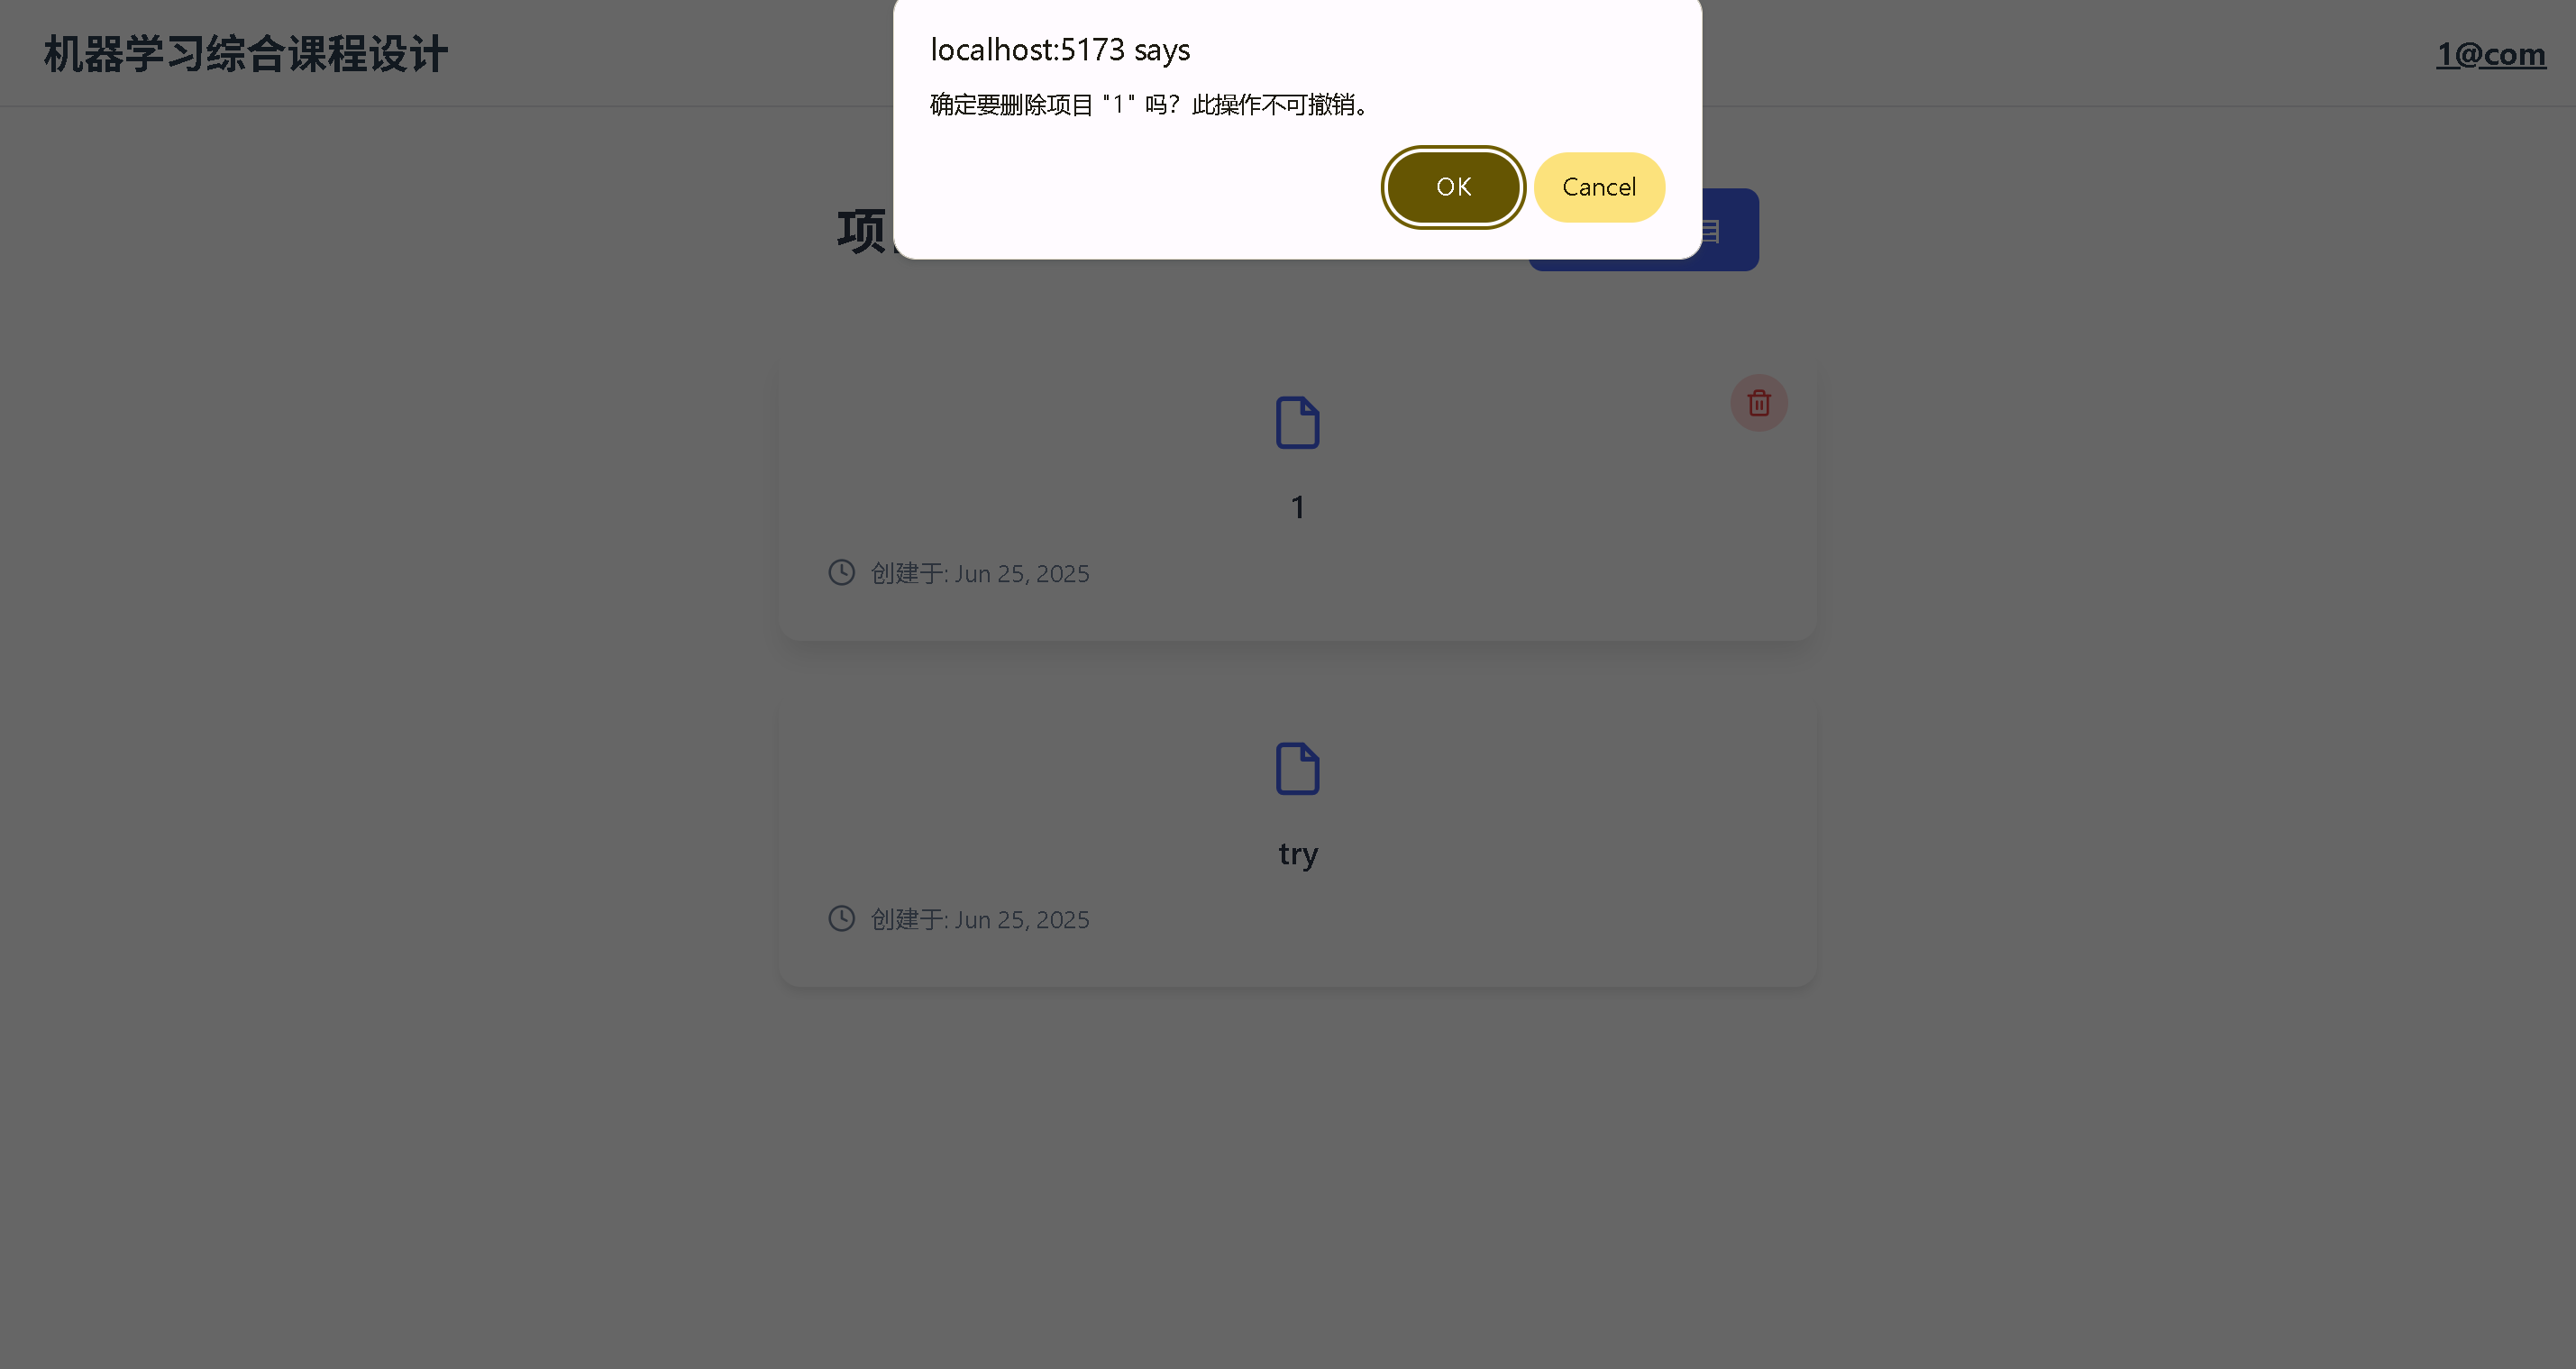 机器学习综合课程设计
1@com
localhost:5173 says
确定要删除项目 "1" 吗？此操作不可撤销。
OK
Cancel
项
目
1
创建于: Jun 25, 2025
try
创建于: Jun 25, 2025